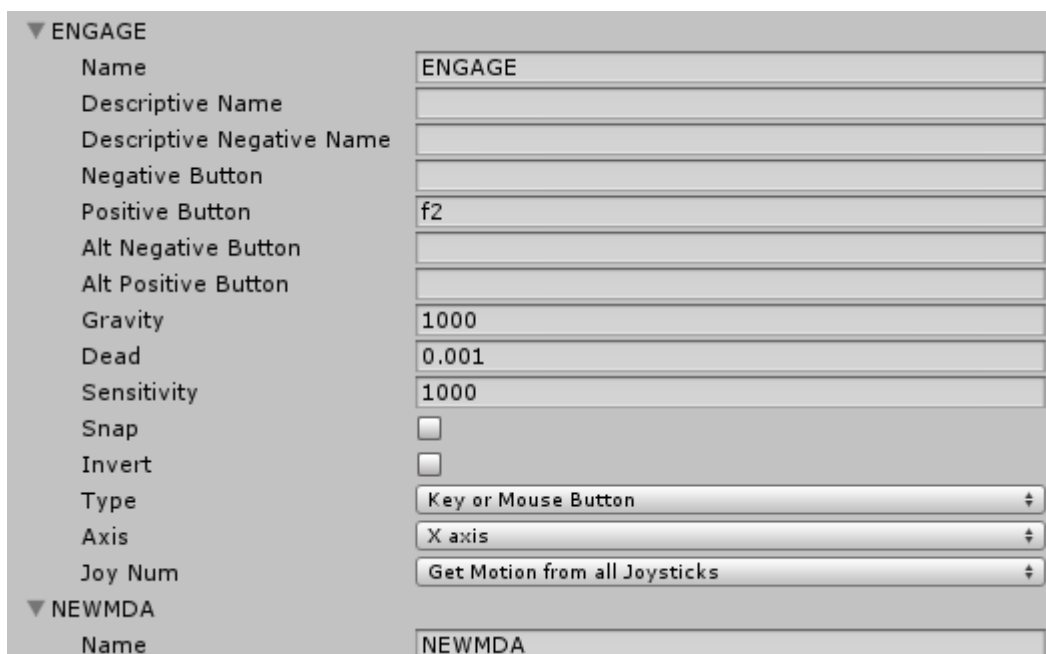 ENGAGE
Name ENGAGE
Descriptive Name
Descriptive Negative Name
Negative Button
Positive Button f2
Alt Negative Button
Alt Positive Button
Gravity 1000
Dead 0.001
Sensitivity 1000
Snap
Invert
Type Key or Mouse Button
Axis X axis
Joy Num Get Motion from all Joysticks
NEWMDA
Name NEWMDA